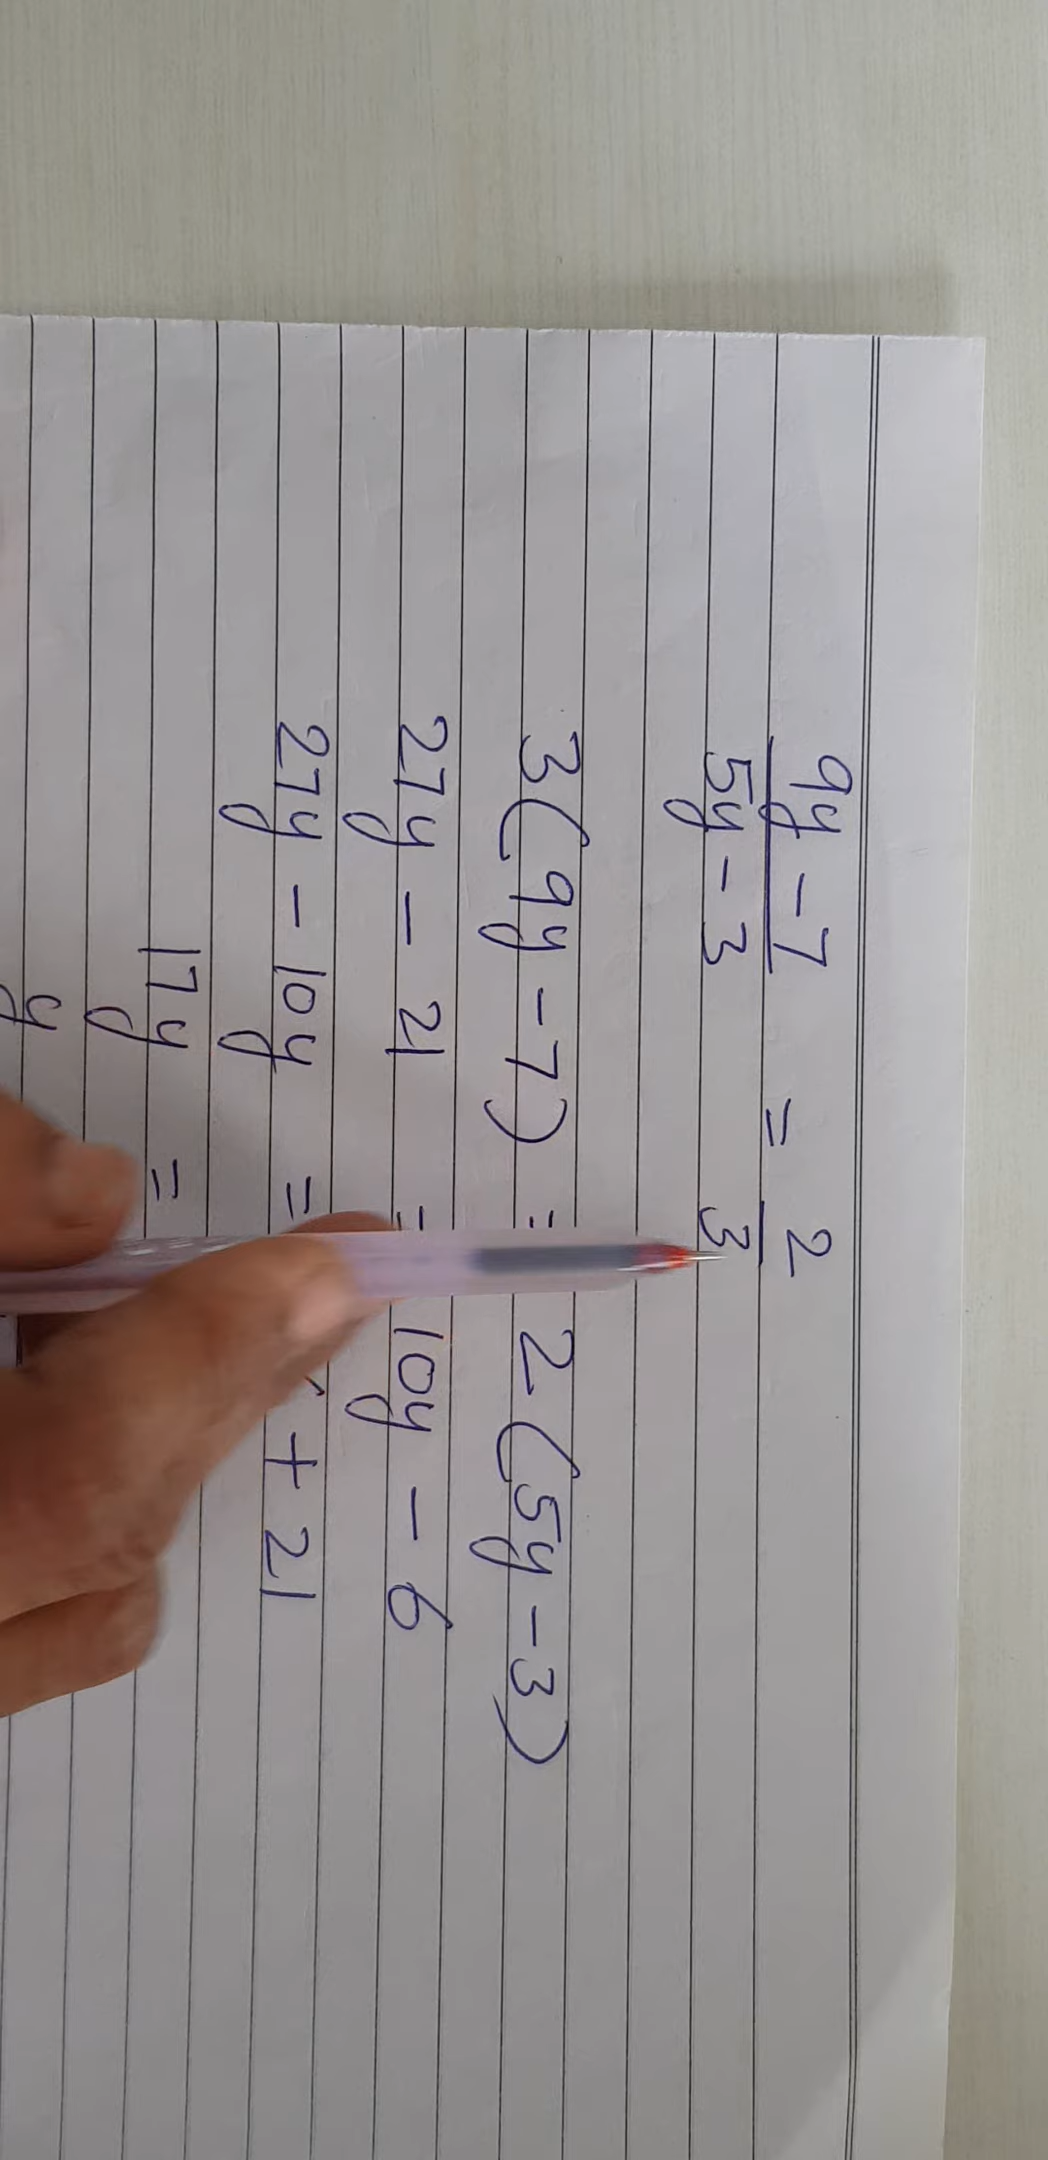 9y - 7 = 2
5y - 3 3
3(9y - 7) = 2(5y - 3)
27y - 21 = 10y - 6
27y - 10y = + 21
17y =
y